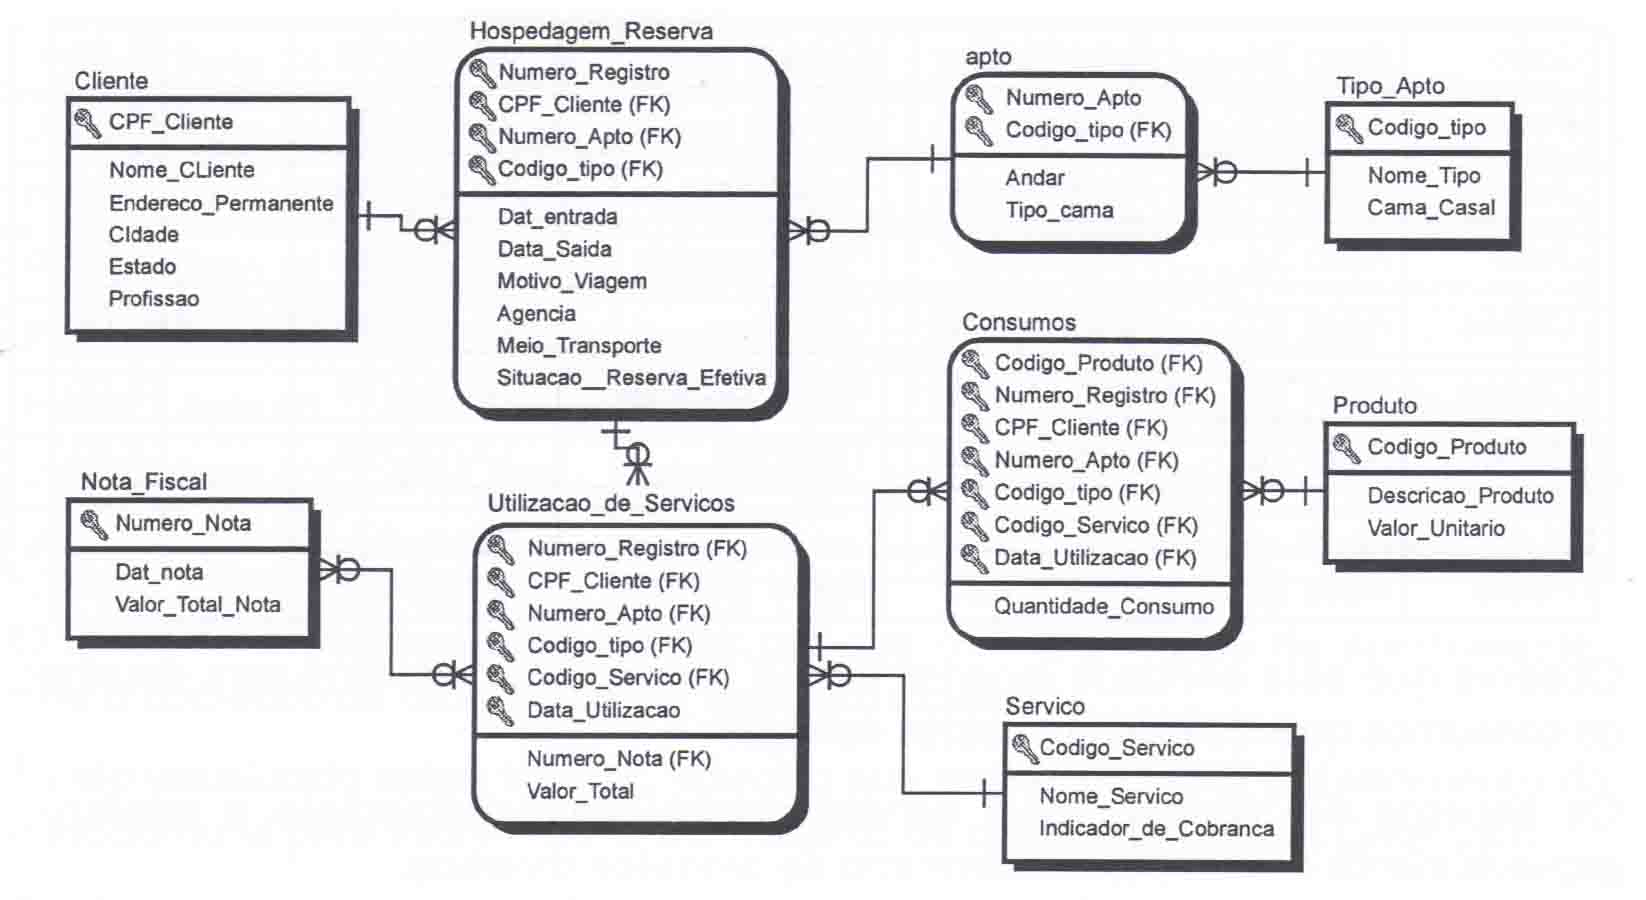 Cliente
CPF_Cliente
Nome_CLiente
Endereco_Permanente
CIdade
Estado
Profissao
Hospedagem_Reserva
Numero_Registro
CPF_Cliente (FK)
Numero_Apto (FK)
Codigo_tipo (FK)
Dat_entrada
Data_Saida
Motivo_Viagem
Agencia
Meio_Transporte
Situacao__Reserva_Efetiva
apto
Numero_Apto
Codigo_tipo (FK)
Andar
Tipo_cama
Tipo_Apto
Codigo_tipo
Nome_Tipo
Cama_Casal
Nota_Fiscal
Numero_Nota
Dat_nota
Valor_Total_Nota
Utilizacao_de_Servicos
Numero_Registro (FK)
CPF_Cliente (FK)
Numero_Apto (FK)
Codigo_tipo (FK)
Codigo_Servico (FK)
Data_Utilizacao
Numero_Nota (FK)
Valor_Total
Consumos
Codigo_Produto (FK)
Numero_Registro (FK)
CPF_Cliente (FK)
Numero_Apto (FK)
Codigo_tipo (FK)
Codigo_Servico (FK)
Data_Utilizacao (FK)
Quantidade_Consumo
Produto
Codigo_Produto
Descricao_Produto
Valor_Unitario
Servico
Codigo_Servico
Nome_Servico
Indicador_de_Cobranca